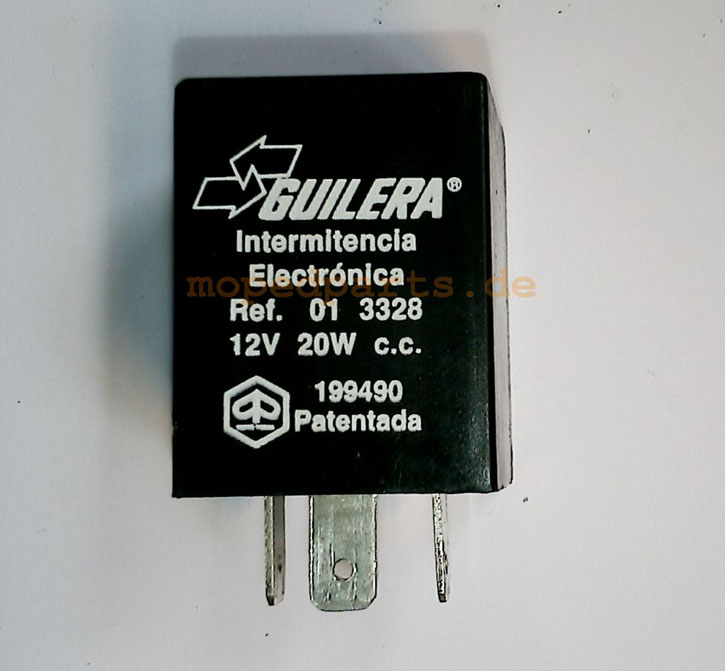 GUILERA®
Intermitencia
Electrónica
mopedparts.de
Ref. 01 3328
12V 20W c.c.
199490
Patentada